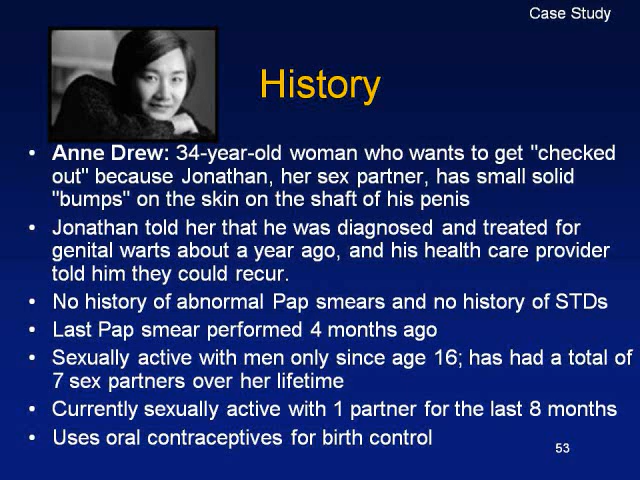 Case Study
History
• Anne Drew: 34-year-old woman who wants to get "checked
out" because Jonathan, her sex partner, has small solid
"bumps" on the skin on the shaft of his penis
• Jonathan told her that he was diagnosed and treated for
genital warts about a year ago, and his health care provider
told him they could recur.
• No history of abnormal Pap smears and no history of STDs
• Last Pap smear performed 4 months ago
• Sexually active with men only since age 16; has had a total of
7 sex partners over her lifetime
• Currently sexually active with 1 partner for the last 8 months
• Uses oral contraceptives for birth control
53